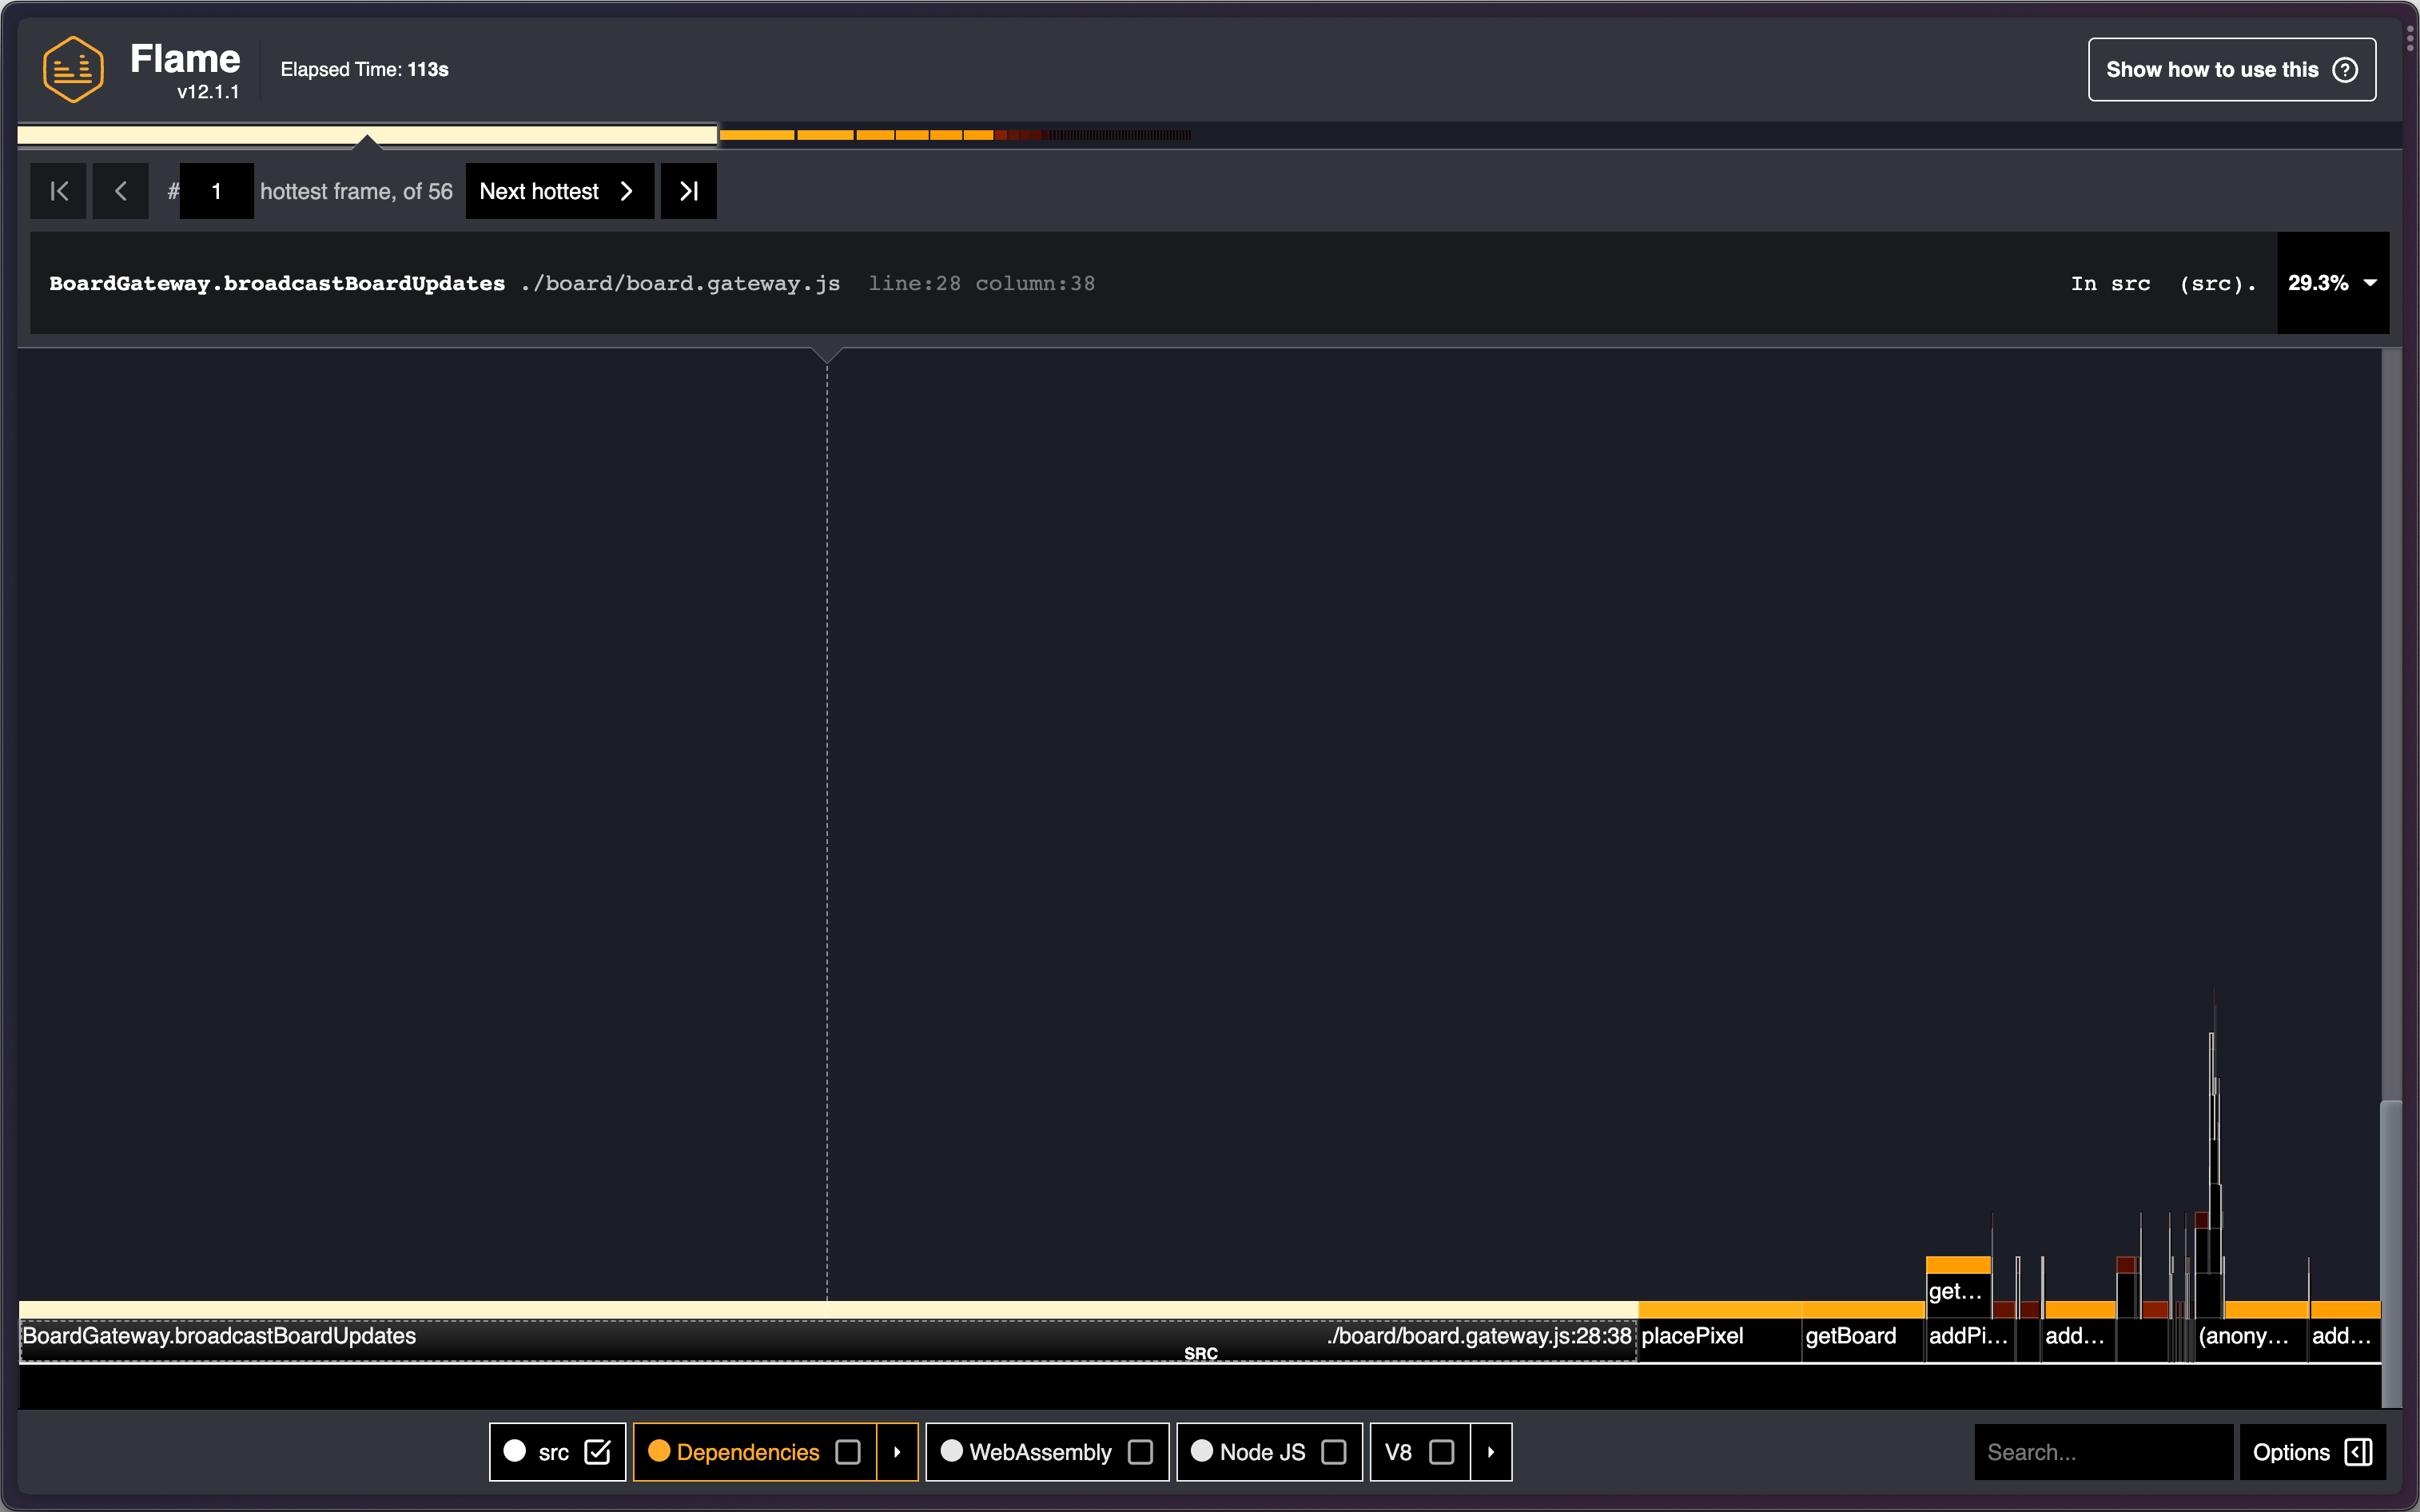 Flame
v12.1.1
Elapsed Time: 113s
Show how to use this ?
# 1 hottest frame, of 56 Next hottest
BoardGateway.broadcastBoardUpdates ./board/board.gateway.js line:28 column:38 In src (src). 29.3%
get...
BoardGateway.broadcastBoardUpdates ./board/board.gateway.js:28:38 placePixel getBoard addPi... add... (anony... add...
SRC
src Dependencies WebAssembly Node JS V8 Search... Options